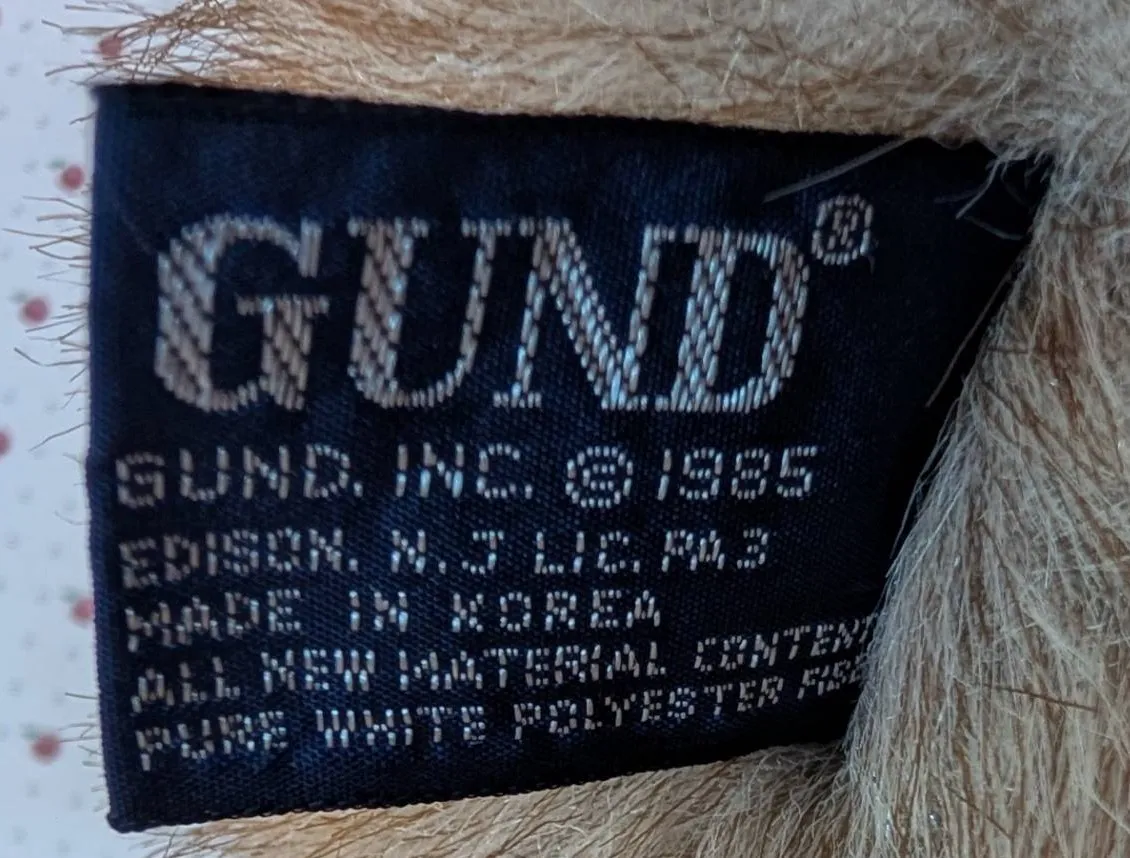 GUND®
GUND. INC. © 1985
EDISON. N.J LIC. PA3
MADE IN KOREA
ALL NEW MATERIAL CONTENT
PURE WHITE POLYESTER